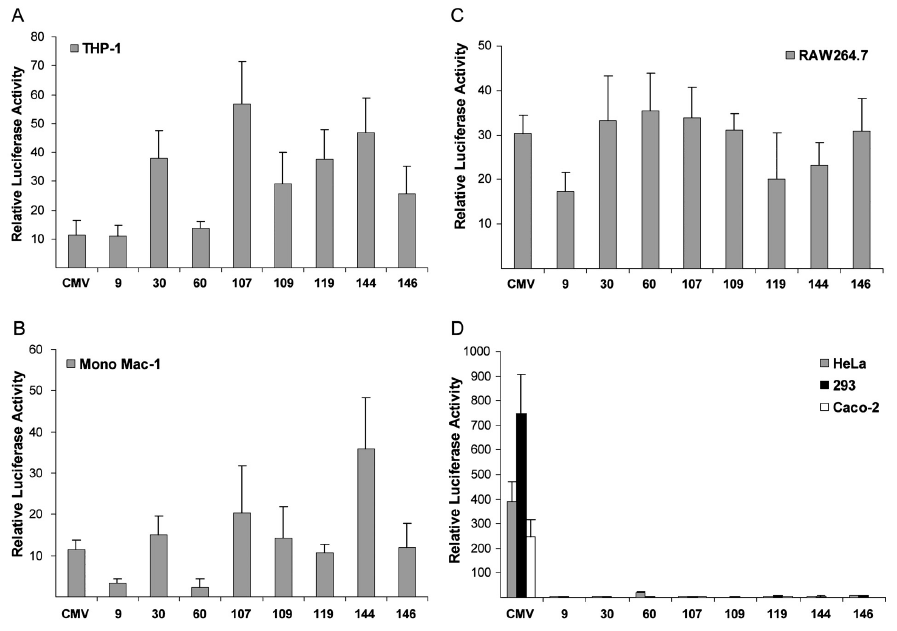 A
THP-1
Relative Luciferase Activity
80
70
60
50
40
30
20
10
CMV 9 30 60 107 109 119 144 146
B
Mono Mac-1
Relative Luciferase Activity
60
50
40
30
20
10
CMV 9 30 60 107 109 119 144 146
C
RAW264.7
Relative Luciferase Activity
50
40
30
20
10
CMV 9 30 60 107 109 119 144 146
D
HeLa
293
Caco-2
Relative Luciferase Activity
1000
900
800
700
600
500
400
300
200
100
CMV 9 30 60 107 109 119 144 146